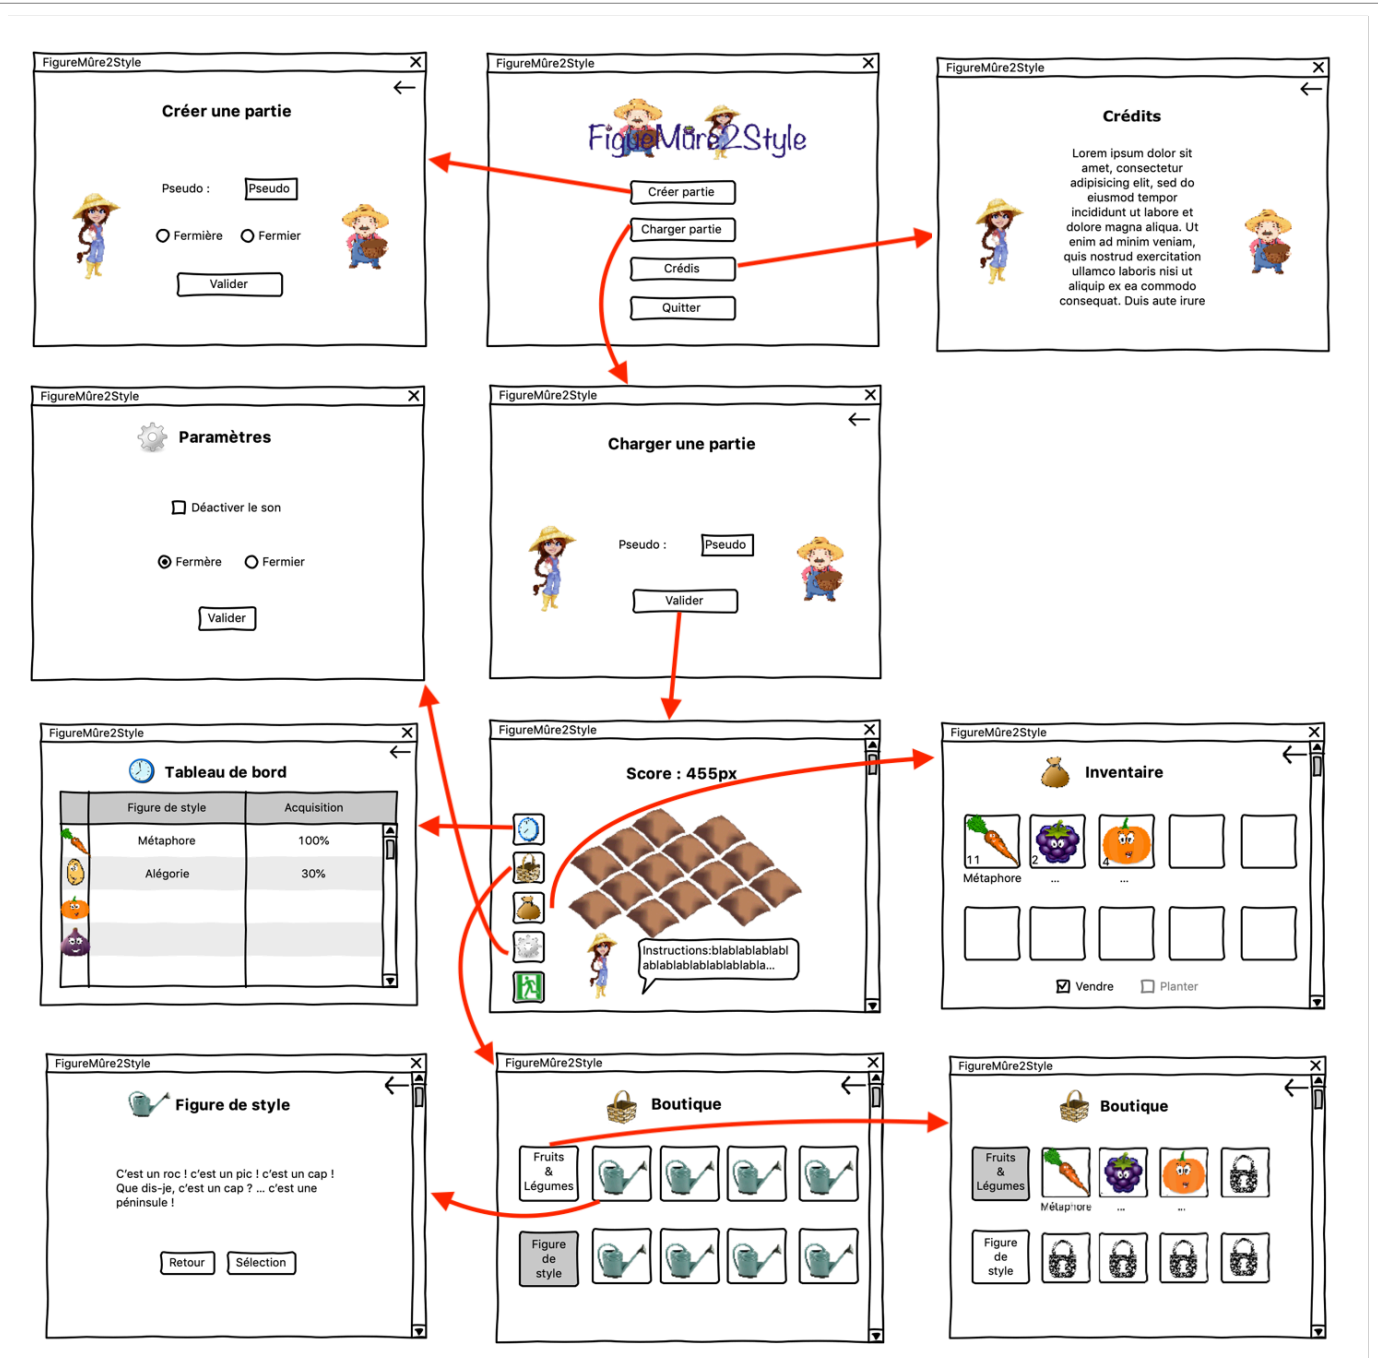 FigureMûre2Style
Créer une partie
Pseudo :
Pseudo
Fermière
Fermier
Valider
FigureMûre2Style
FigueMûre2Style
Créer partie
Charger partie
Crédis
Quitter
FigureMûre2Style
Crédits
Lorem ipsum dolor sit
amet, consectetur
adipisicing elit, sed do
eiusmod tempor
incididunt ut labore et
dolore magna aliqua. Ut
enim ad minim veniam,
quis nostrud exercitation
ullamco laboris nisi ut
aliquip ex ea commodo
consequat. Duis aute irure
FigureMûre2Style
Paramètres
Déactiver le son
Fermère
Fermier
Valider
FigureMûre2Style
Charger une partie
Pseudo :
Pseudo
Valider
FigureMûre2Style
Tableau de bord
Figure de style
Acquisition
Métaphore
100%
Alégorie
30%
FigureMûre2Style
Score : 455px
Instructions:blablablablabl
ablablablablablablabla...
FigureMûre2Style
Inventaire
11
2
4
Métaphore
...
...
Vendre
Planter
FigureMûre2Style
Figure de style
C'est un roc ! c'est un pic ! c'est un cap !
Que dis-je, c'est un cap ? ... c'est une
péninsule !
Retour
Sélection
FigureMûre2Style
Boutique
Fruits
&
Légumes
Figure
de
style
FigureMûre2Style
Boutique
Fruits
&
Légumes
Métaphore
...
...
Figure
de
style